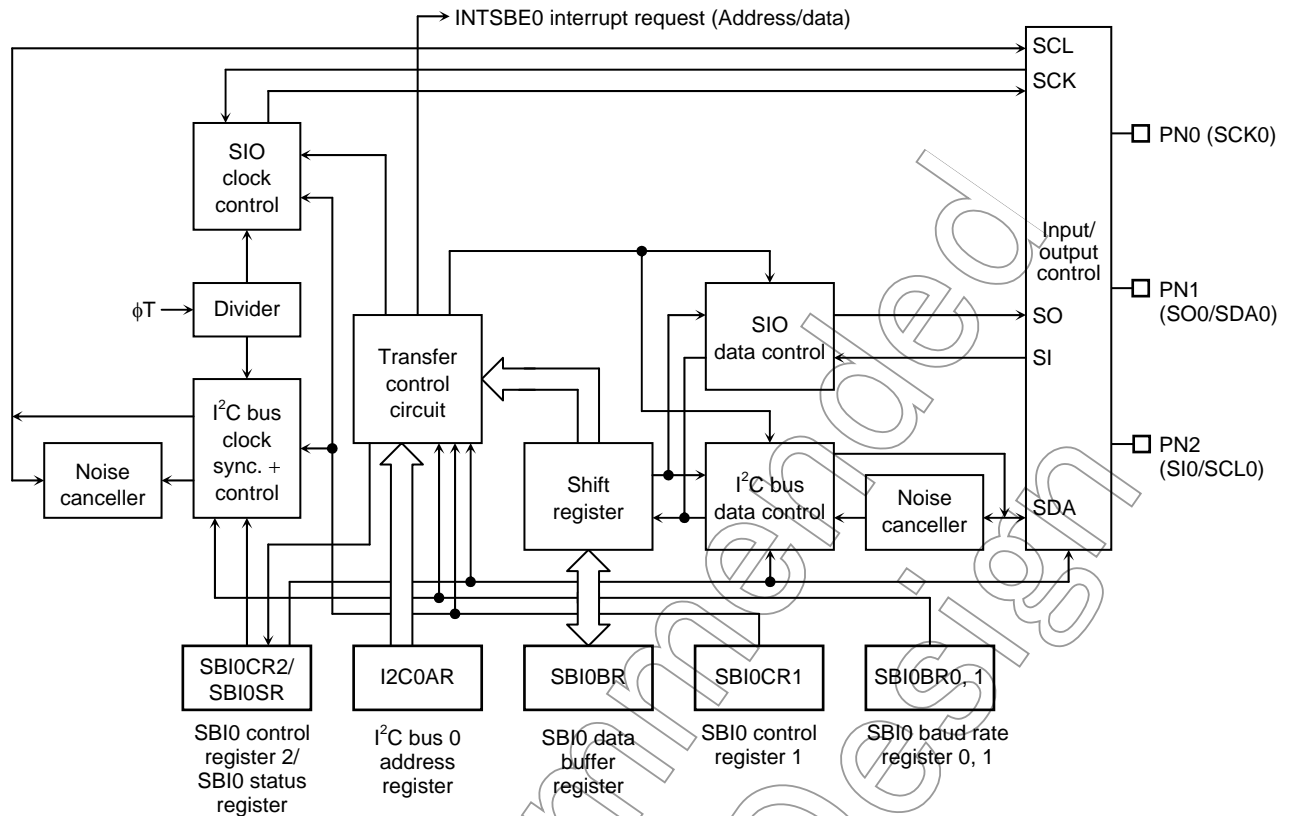 INTSBE0 interrupt request (Address/data)
SCL
SCK
PN0 (SCK0)
SIO
clock
control
Input/
output
control
φT
Divider
PN1
(SO0/SDA0)
SIO
data control
SO
SI
Transfer
control
circuit
I²C bus
clock
sync. +
control
Noise
canceller
Shift
register
I²C bus
data control
Noise
canceller
SDA
PN2
(SI0/SCL0)
SBI0CR2/
SBI0SR
I2C0AR
SBI0BR
SBI0CR1
SBI0BR0, 1
SBI0 control
register 2/
SBI0 status
register
I²C bus 0
address
register
SBI0 data
buffer
register
SBI0 control
register 1
SBI0 baud rate
register 0, 1